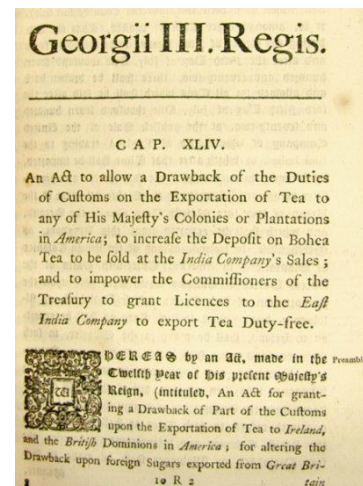 Georgii III. Regis.
CAP. XLIV.
An Act to allow a Drawback of the Duties
of Cuſtoms on the Exportation of Tea to
any of His Majeſty's Colonies or Plantations
in America; to increaſe the Depoſit on Bohea
Tea to be ſold at the India Company's Sales;
and to impower the Commiſſioners of the
Treaſury to grant Licences to the Eaſt
India Company to export Tea Duty-free.
WHEREAS by an Act, made in the Preamble
Twelfth Year of His preſent Majeſty's
Reign, (intituled, An Act for grant-
ing a Drawback of Part of the Cuſtoms
upon the Exportation of Tea to Ireland,
and the Britiſh Dominions in America; for altering the
Drawback upon foreign Sugars exported from Great Bri-
10 R 2 tain